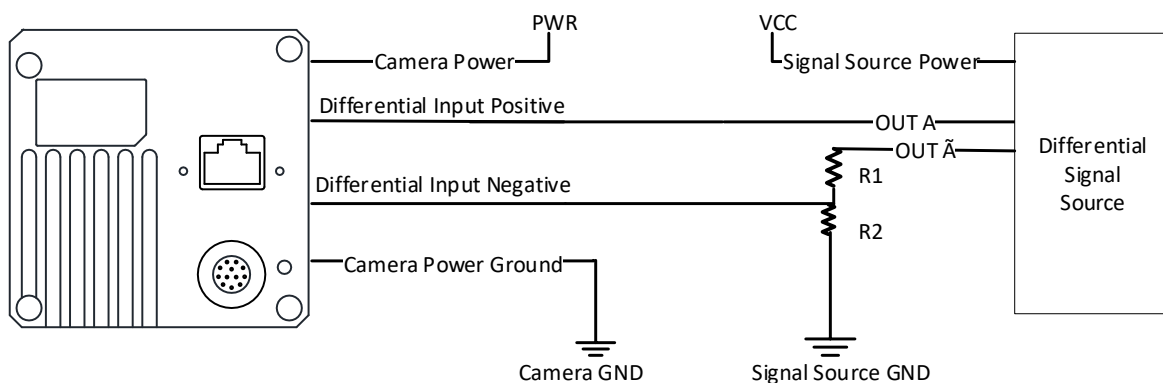 PWR
VCC
Camera Power
Signal Source Power
Differential Input Positive
OUT A
OUT Ã
Differential
Signal
Source
R1
Differential Input Negative
R2
Camera Power Ground
Camera GND
Signal Source GND